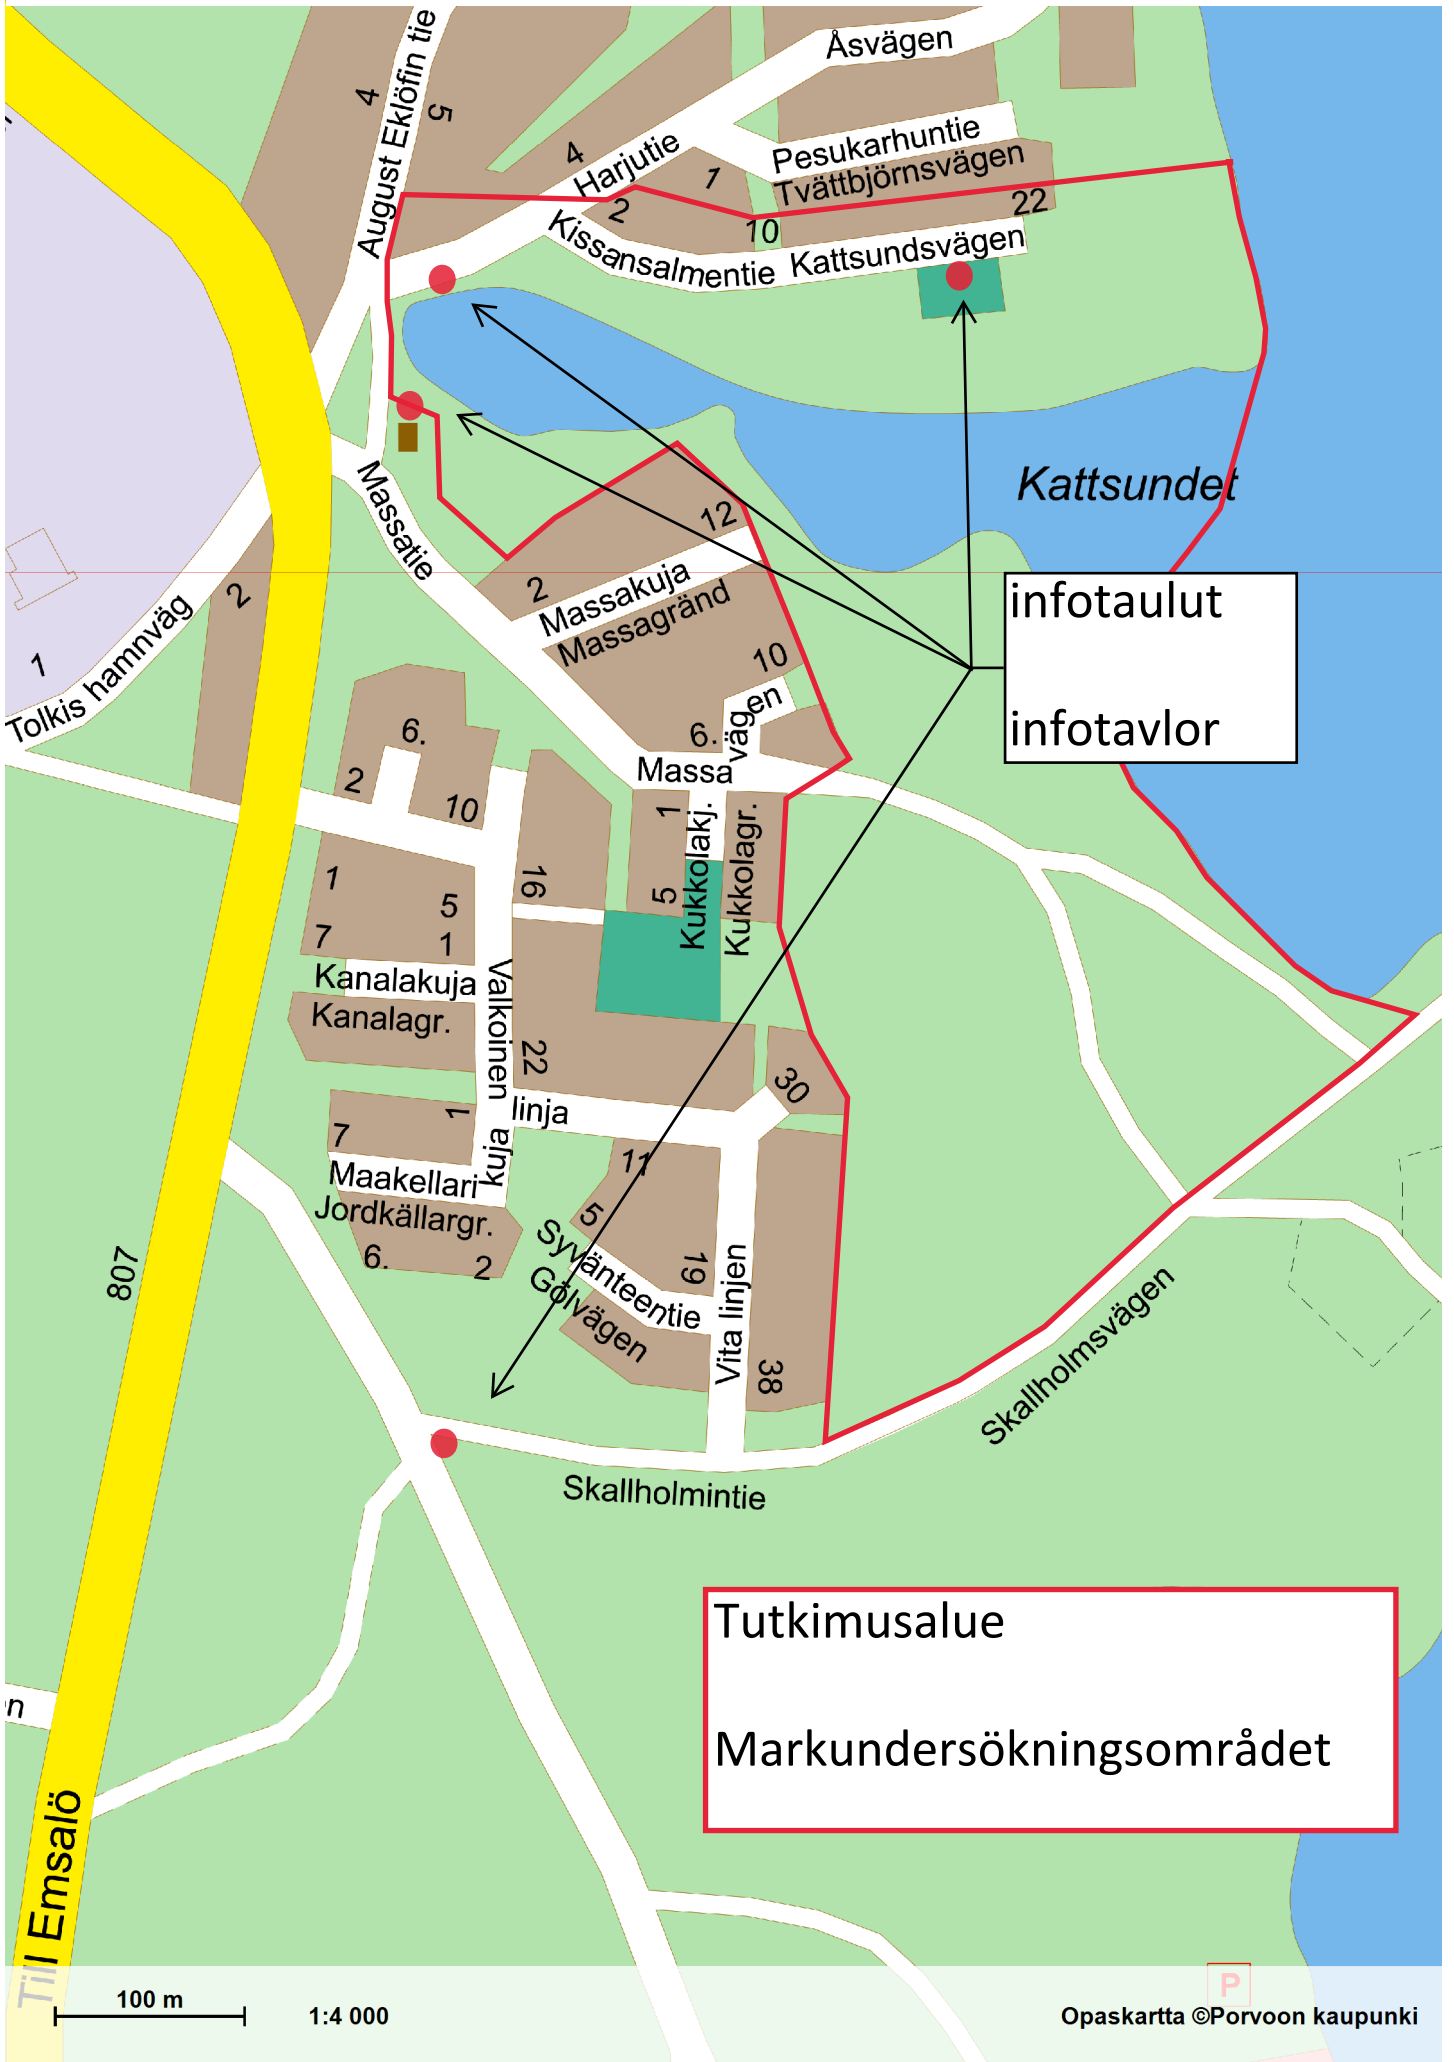 Åsvägen
August Eklöfin tie
4
5
4
Harjutie
Pesukarhuntie
Tvättbjörnsvägen
1
2
10
22
Kissansalmentie
Kattsundsvägen
Kattsundet
Massatie
12
2
Massakuja
Massagränd
2
infotaulut
infotavlor
1
Tolkis hamnväg
10
6.
vägen
Massa
6.
2
10
1
Kukkolakj.
Kukkolagr.
5
16
1
5
7
1
Kanalakuja
Kanalagr.
Valkoinen linja
22
30
kuja
1
7
Maakellari
Jordkällargr.
6.
2
11
5
Syvänteentie
Gölvägen
19
Vita linjen
38
807
Skallholmsvägen
Skallholmintie
Tutkimusalue
Markundersökningsområdet
n
Till Emsalö
P
100 m
1:4 000
Opaskartta ©Porvoon kaupunki